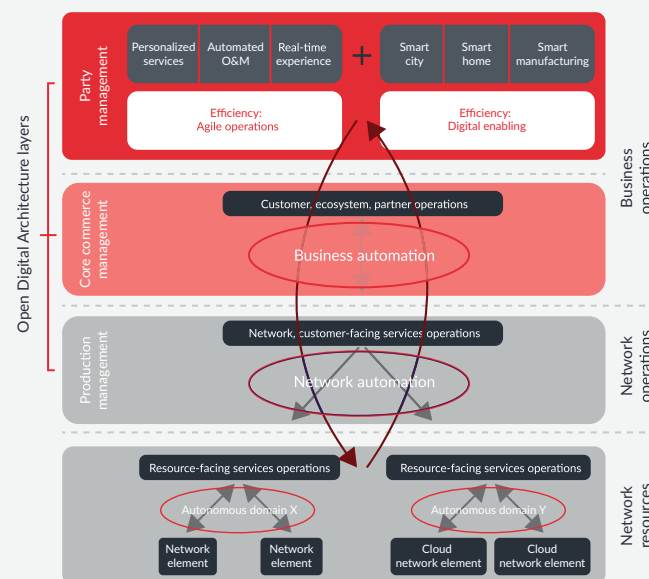 Open Digital Architecture layers
Party
management
Personalized
services
Automated
O&M
Real-time
experience
+
Smart
city
Smart
home
Smart
manufacturing
Efficiency:
Agile operations
Efficiency:
Digital enabling
Business
operations
Core commerce
management
Customer, ecosystem, partner operations
Business automation
Production
management
Network, customer-facing services operations
Network automation
Network
operations
Resource-facing services operations
Resource-facing services operations
Autonomous domain X
Autonomous domain Y
Network
element
Network
element
Cloud
network element
Cloud
network element
Network
resources